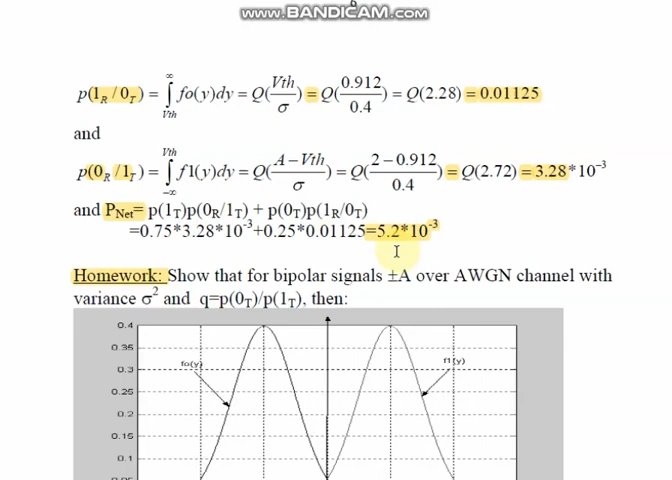 www.BANDICAM.com
p(1_R / 0_T) = ∫_{Vth}^{∞} fo(y)dy = Q(Vth/σ) = Q(0.912/0.4) = Q(2.28) = 0.01125
and
p(0_R / 1_T) = ∫_{-∞}^{Vth} f1(y)dy = Q((A − Vth)/σ) = Q((2 − 0.912)/0.4) = Q(2.72) = 3.28*10^{-3}
and P_Net= p(1_T)p(0_R/1_T) + p(0_T)p(1_R/0_T)
=0.75*3.28*10^{-3}+0.25*0.01125=5.2*10^{-3}
Homework: Show that for bipolar signals ±A over AWGN channel with
variance σ^2 and q=p(0_T)/p(1_T), then:
0.4
0.35
fo(y)
f1(y)
0.3
0.25
0.2
0.15
0.1